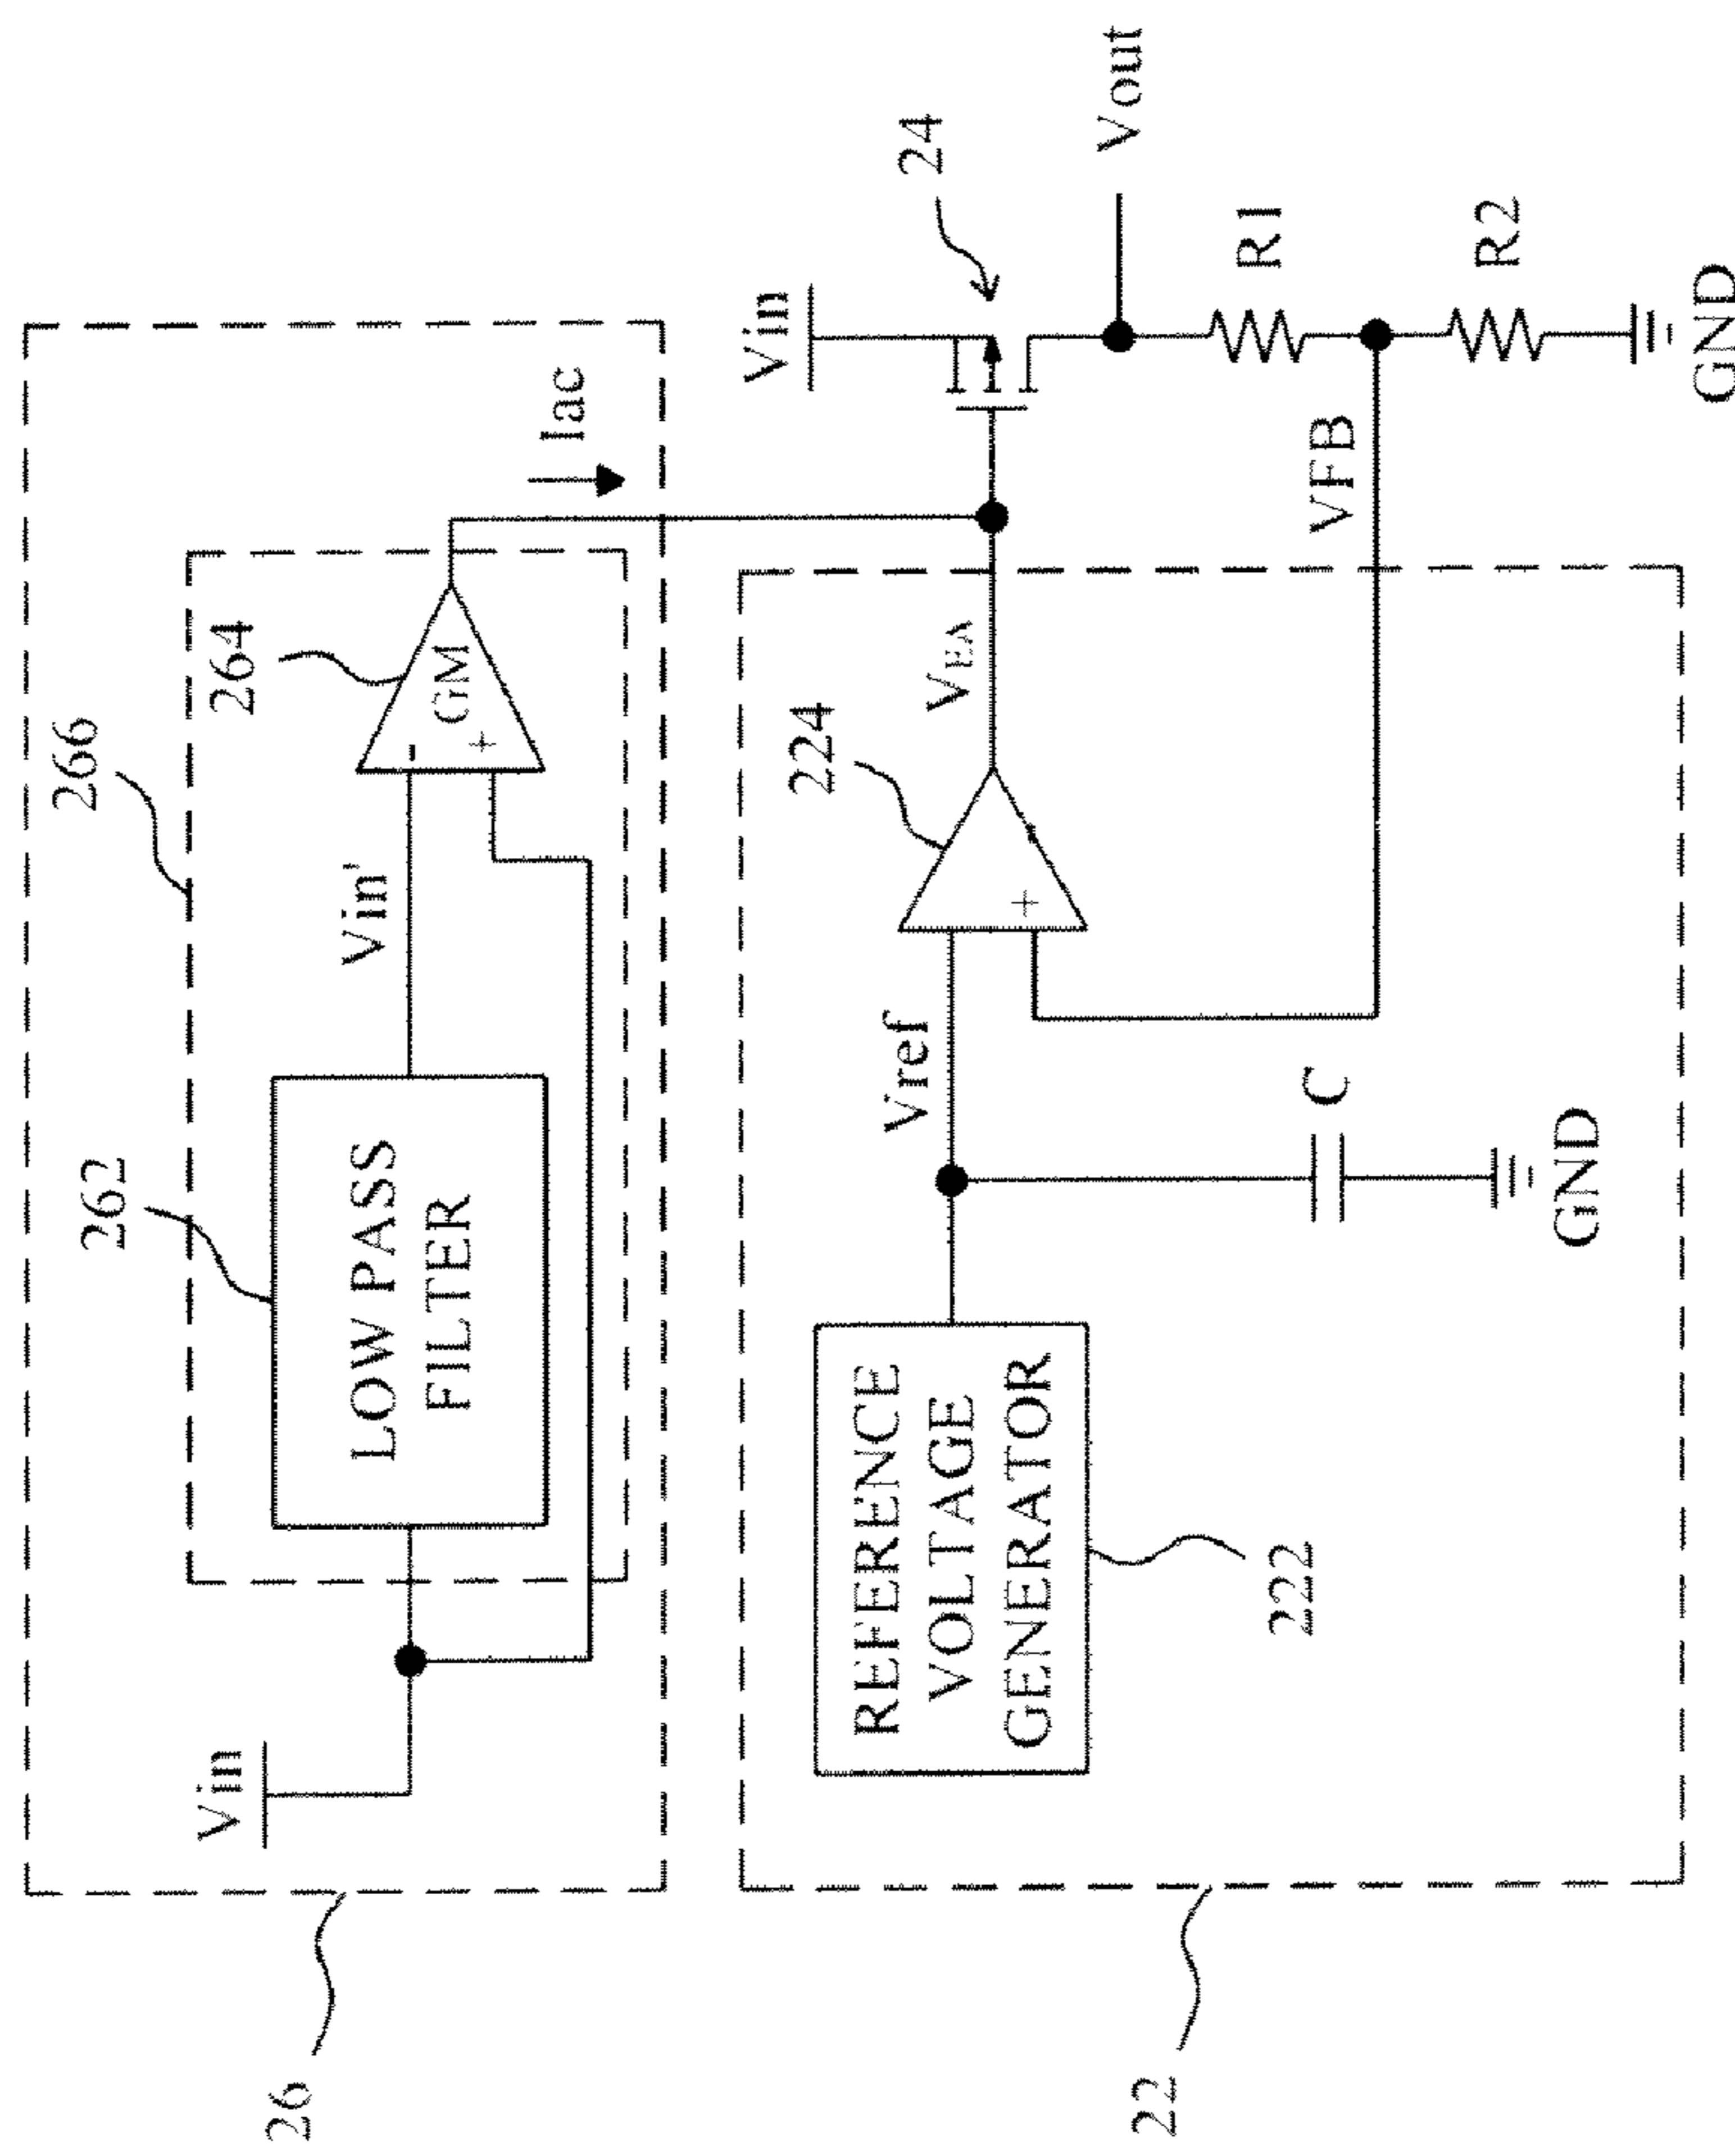 266
264
262
Vin
LOW PASS
FILTER
Vin'
-
+
GM
Iac
26
Vin
24
Vout
R1
R2
GND
VFB
VEA
224
+
Vref
C
GND
REFERENCE
VOLTAGE
GENERATOR
222
22